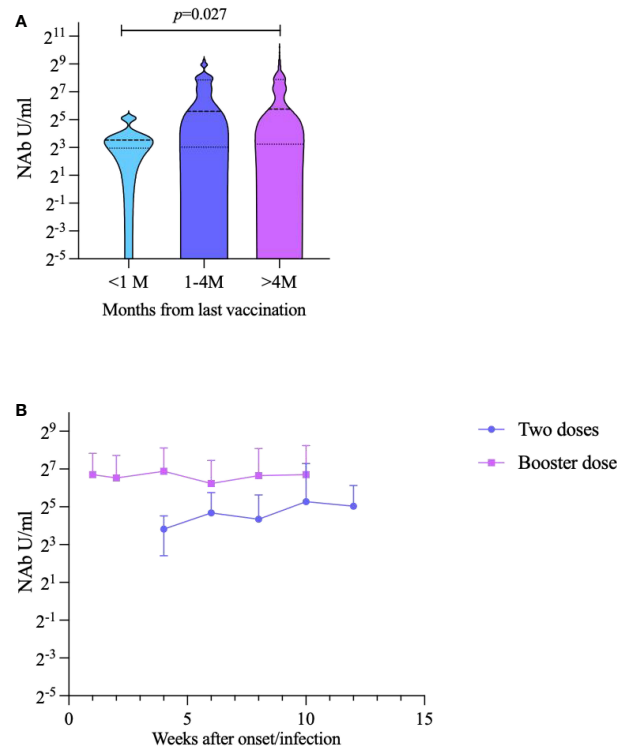 A
p=0.027
2^11
2^9
2^7
2^5
2^3
2^1
2^-1
2^-3
2^-5
NAb U/ml
<1 M 1-4M >4M
Months from last vaccination
B
2^9
2^7
2^5
2^3
2^1
2^-1
2^-3
2^-5
NAb U/ml
0 5 10 15
Weeks after onset/infection
Two doses
Booster dose